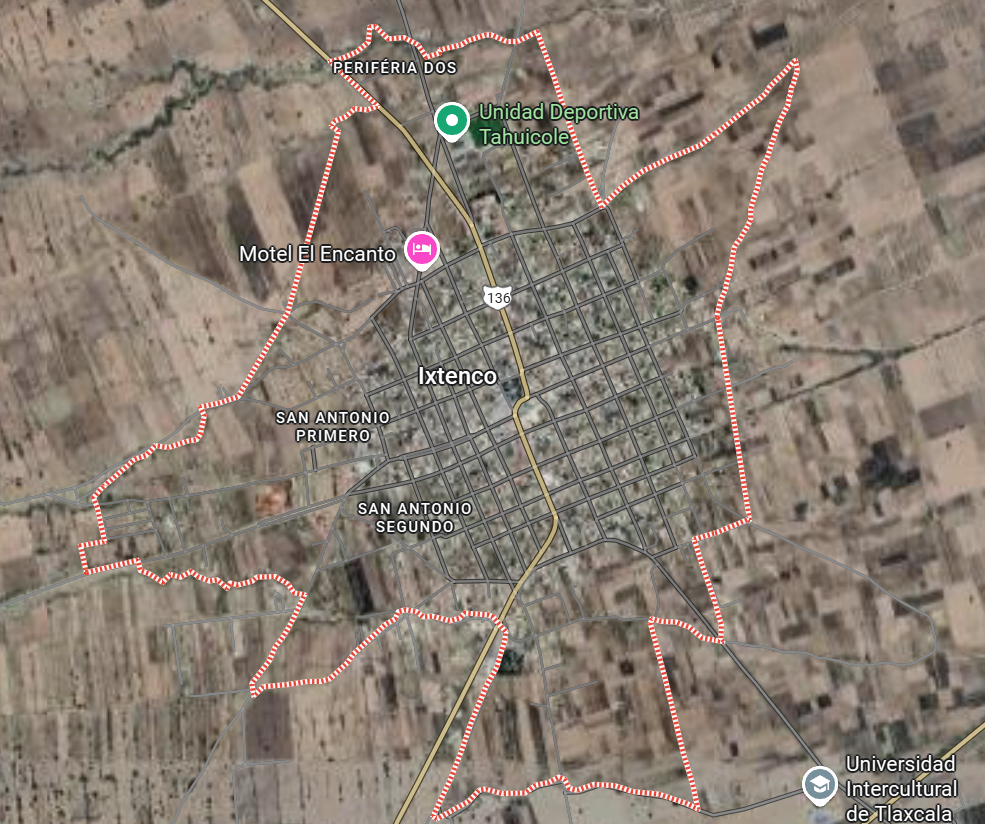 PERIFÉRIA DOS
Unidad Deportiva
Tahuicole
Motel El Encanto
136
Ixtenco
SAN ANTONIO
PRIMERO
SAN ANTONIO
SEGUNDO
Universidad
Intercultural
de Tlaxcala